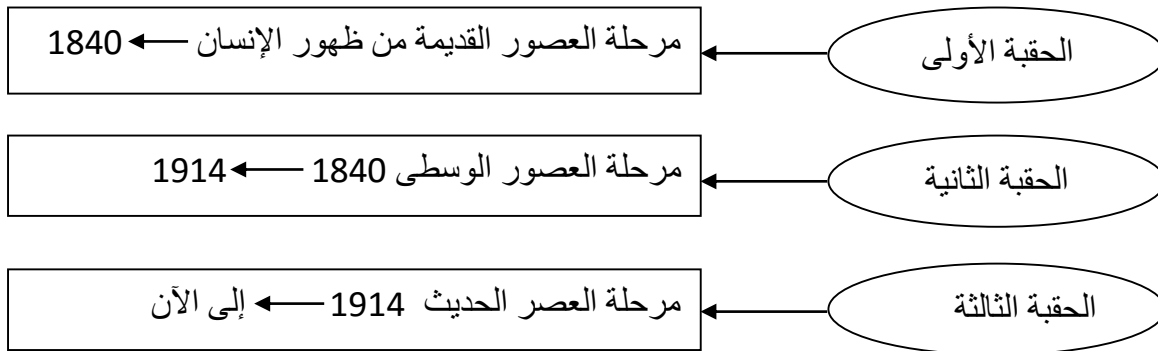 الحقبة الأولى
مرحلة العصور القديمة من ظهور الإنسان ← 1840
الحقبة الثانية
مرحلة العصور الوسطى 1840 ← 1914
الحقبة الثالثة
مرحلة العصر الحديث 1914 ← إلى الآن